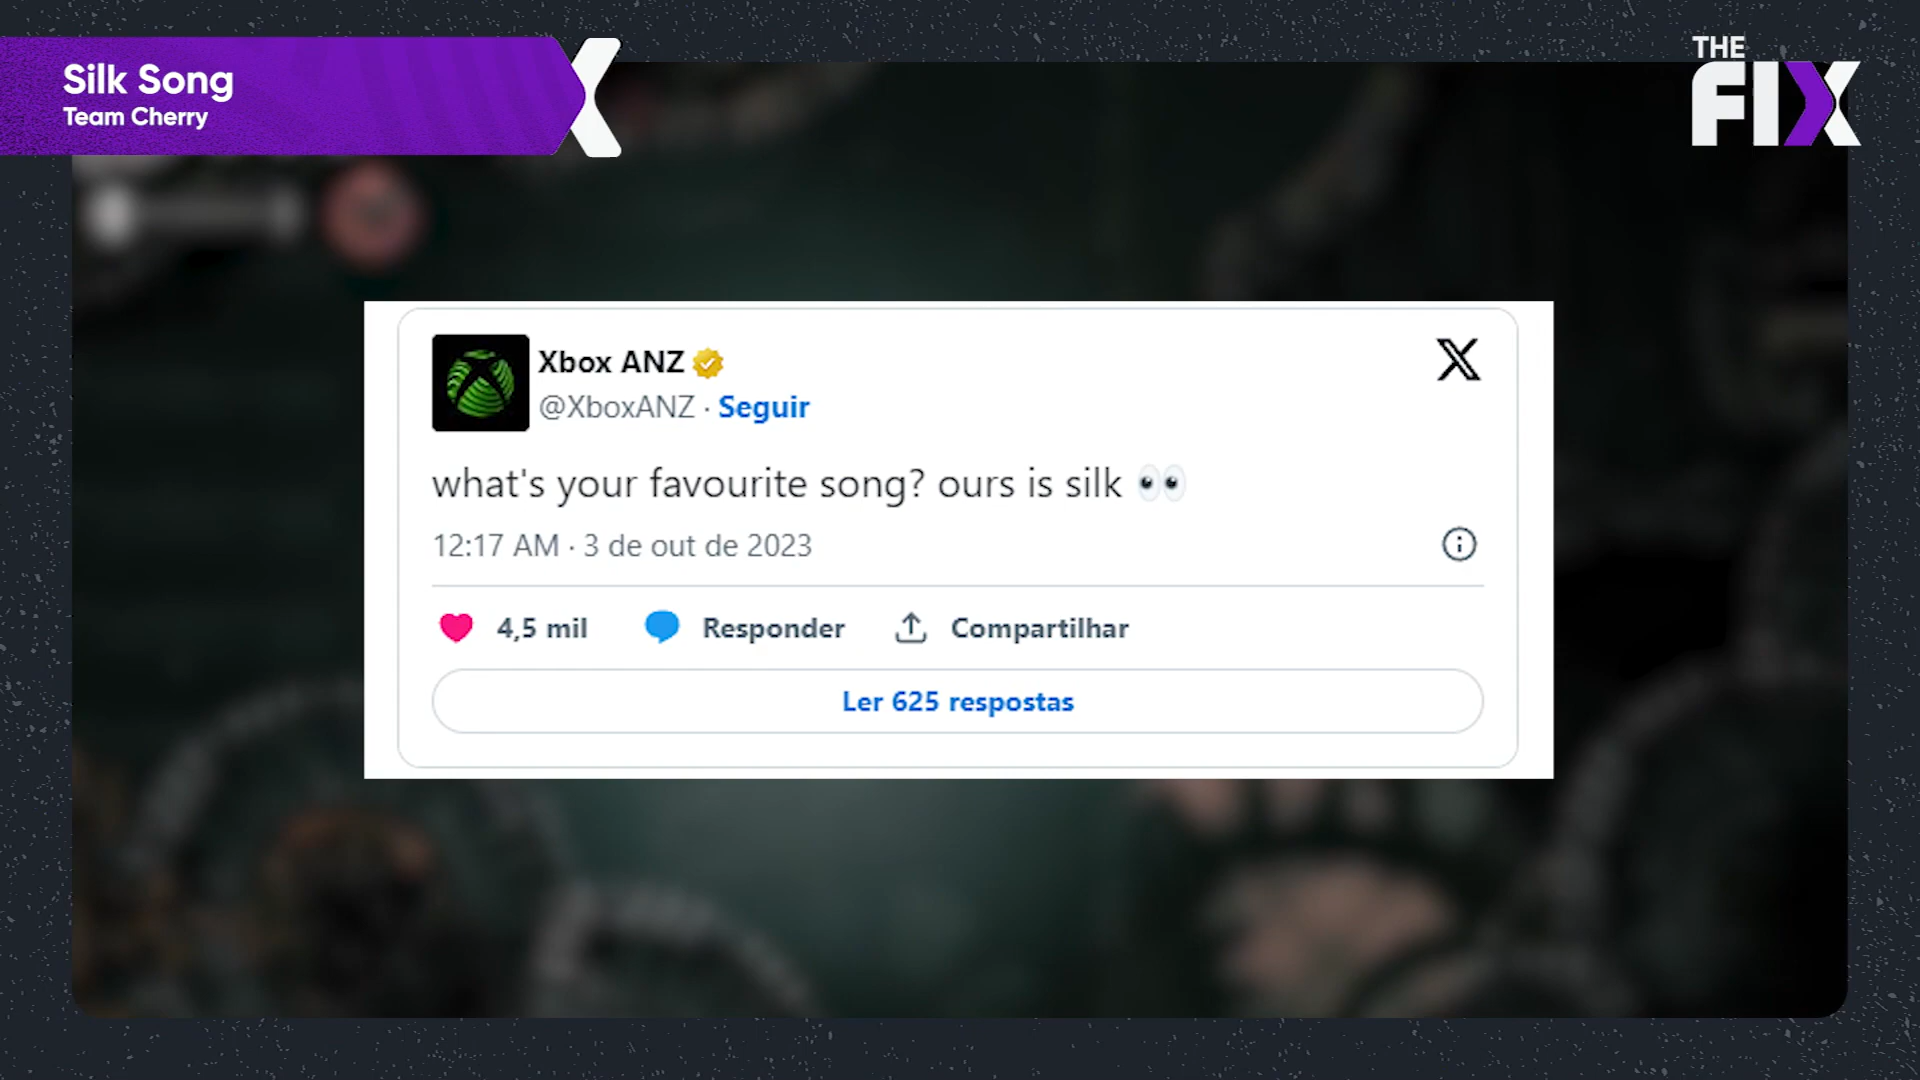 Silk Song
Team Cherry
THE
FIX
Xbox ANZ
@XboxANZ · Seguir
what's your favourite song? ours is silk 👀
12:17 AM · 3 de out de 2023
4,5 mil Responder Compartilhar
Ler 625 respostas